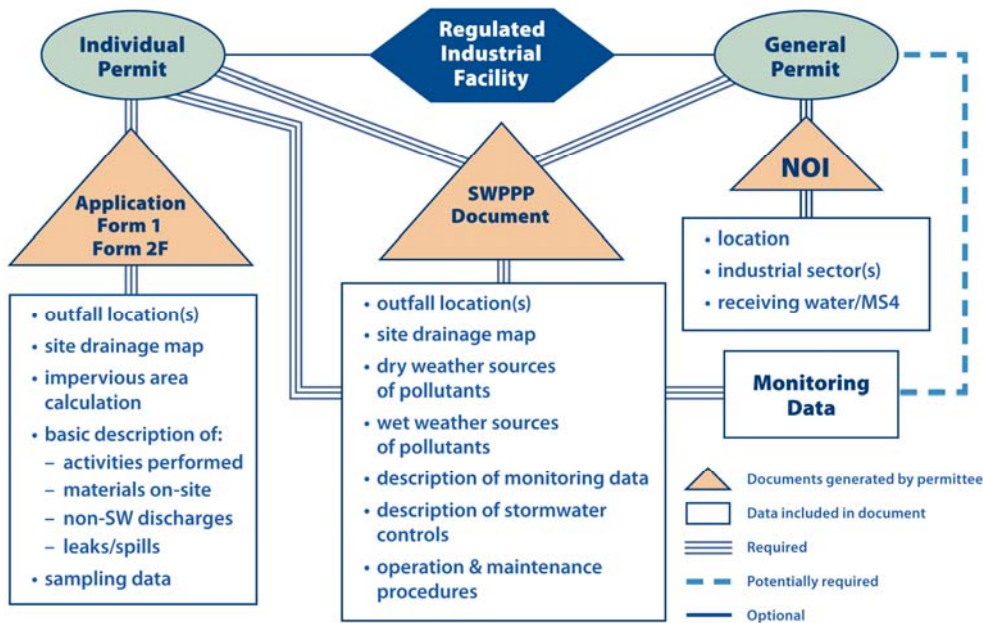 Individual
Permit
Regulated
Industrial
Facility
General
Permit
Application
Form 1
Form 2F
SWPPP
Document
NOI
• outfall location(s)
• site drainage map
• impervious area
calculation
• basic description of:
– activities performed
– materials on-site
– non-SW discharges
– leaks/spills
• sampling data
• outfall location(s)
• site drainage map
• dry weather sources
of pollutants
• wet weather sources
of pollutants
• description of monitoring data
• description of stormwater
controls
• operation & maintenance
procedures
• location
• industrial sector(s)
• receiving water/MS4
Monitoring
Data
Documents generated by permittee
Data included in document
Required
Potentially required
Optional